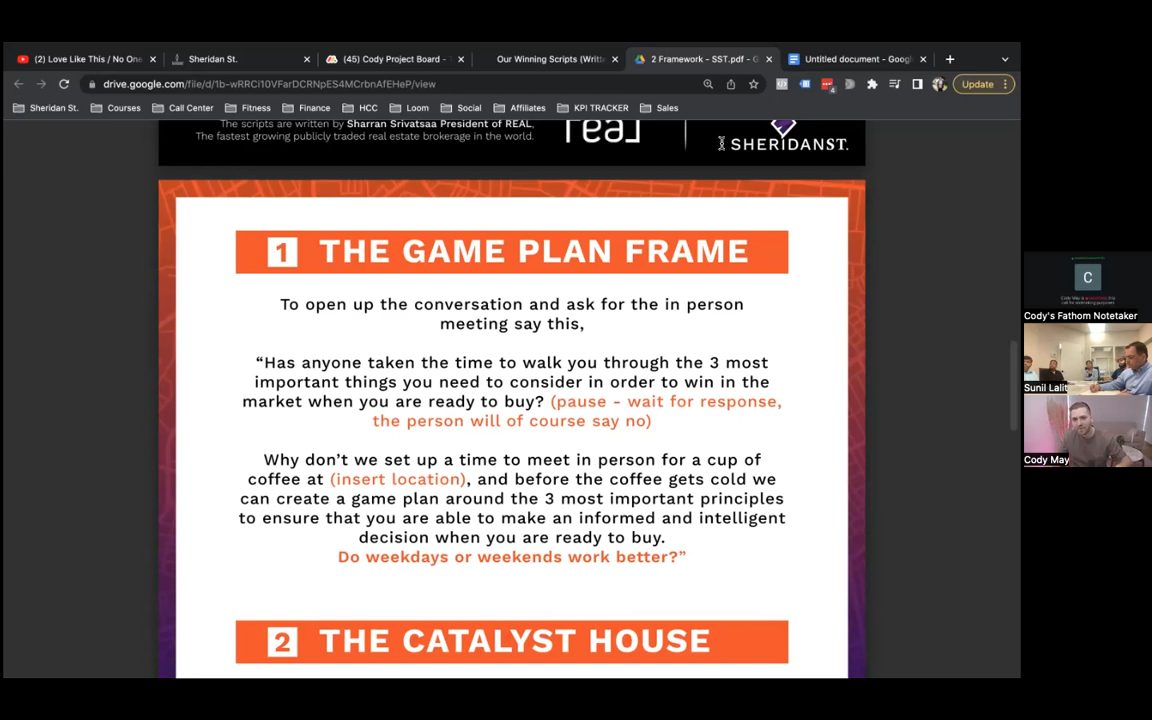 (2) Love Like This / No One
Sheridan St.
(45) Cody Project Board -
Our Winning Scripts (Writt
2 Framework - SST.pdf - G
Untitled document - Googl
drive.google.com/file/d/1b-wRRCi10VFarDCRNpES4MCrbnAfEHeP/view
4
Update
Sheridan St.
Courses
Call Center
Fitness
Finance
HCC
Loom
Social
Affiliates
KPI TRACKER
Sales
The scripts are written by Sharran Srivatsaa President of REAL,
The fastest growing publicly traded real estate brokerage in the world.
real
SHERIDANST.
1 THE GAME PLAN FRAME
To open up the conversation and ask for the in person
meeting say this,
“Has anyone taken the time to walk you through the 3 most
important things you need to consider in order to win in the
market when you are ready to buy? (pause - wait for response,
the person will of course say no)
Why don’t we set up a time to meet in person for a cup of
coffee at (insert location), and before the coffee gets cold we
can create a game plan around the 3 most important principles
to ensure that you are able to make an informed and intelligent
decision when you are ready to buy.
Do weekdays or weekends work better?”
2 THE CATALYST HOUSE
C
Cody's Fathom Notetaker
Sunil Lalit
Cody May